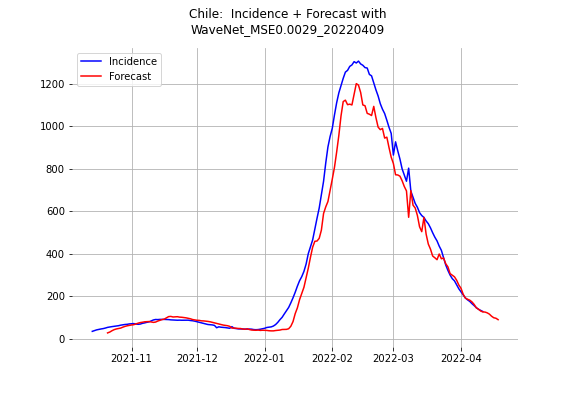 Chile:  Incidence + Forecast with
WaveNet_MSE0.0029_20220409
Incidence
Forecast
1200
1000
800
600
400
200
0
2021-11 2021-12 2022-01 2022-02 2022-03 2022-04